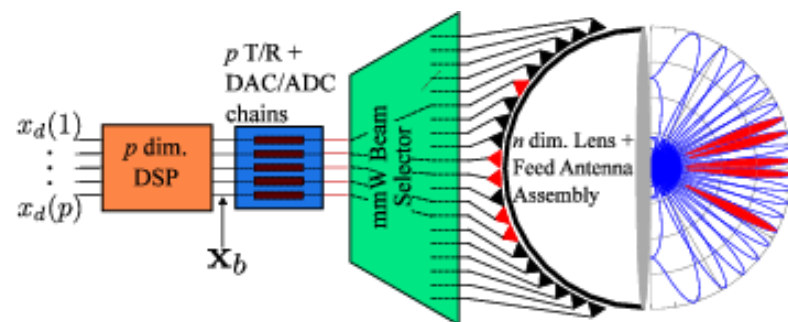 x_d(1)
x_d(p)
p dim.
DSP
x_b
p T/R +
DAC/ADC
chains
mmW Beam
Selector
n dim. Lens +
Feed Antenna
Assembly